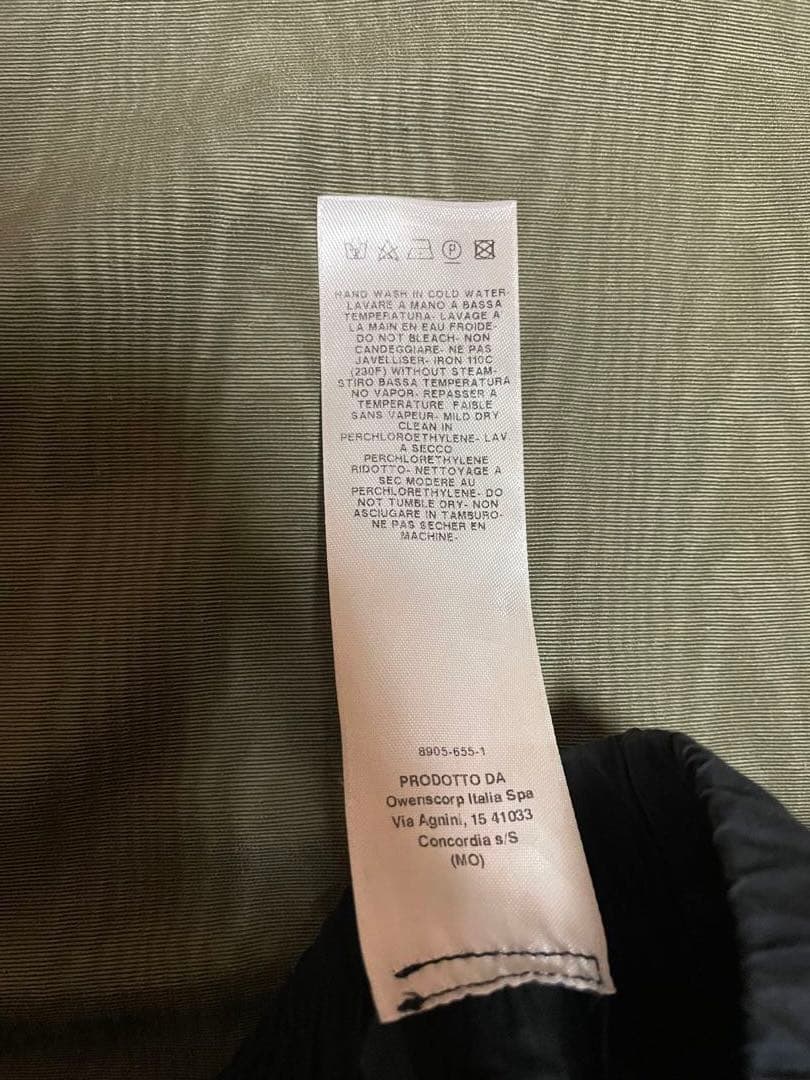 P
HAND WASH IN COLD WATER-
LAVARE A MANO A BASSA
TEMPERATURA- LAVAGE A
LA MAIN EN EAU FROIDE-
DO NOT BLEACH- NON
CANDEGGIARE- NE PAS
JAVELLISER- IRON 110C
(230F) WITHOUT STEAM-
STIRO BASSA TEMPERATURA
NO VAPOR- REPASSER A
TEMPERATURE FAIBLE
SANS VAPEUR- MILD DRY
CLEAN IN
PERCHLOROETHYLENE- LAV
A SECCO
PERCHLORETHYLENE
RIDOTTO- NETTOYAGE A
SEC MODERE AU
PERCHLORETHYLENE- DO
NOT TUMBLE DRY- NON
ASCIUGARE IN TAMBURO-
NE PAS SECHER EN
MACHINE-
8905-655-1
PRODOTTO DA
Owenscorp Italia Spa
Via Agnini, 15 41033
Concordia s/S
(MO)